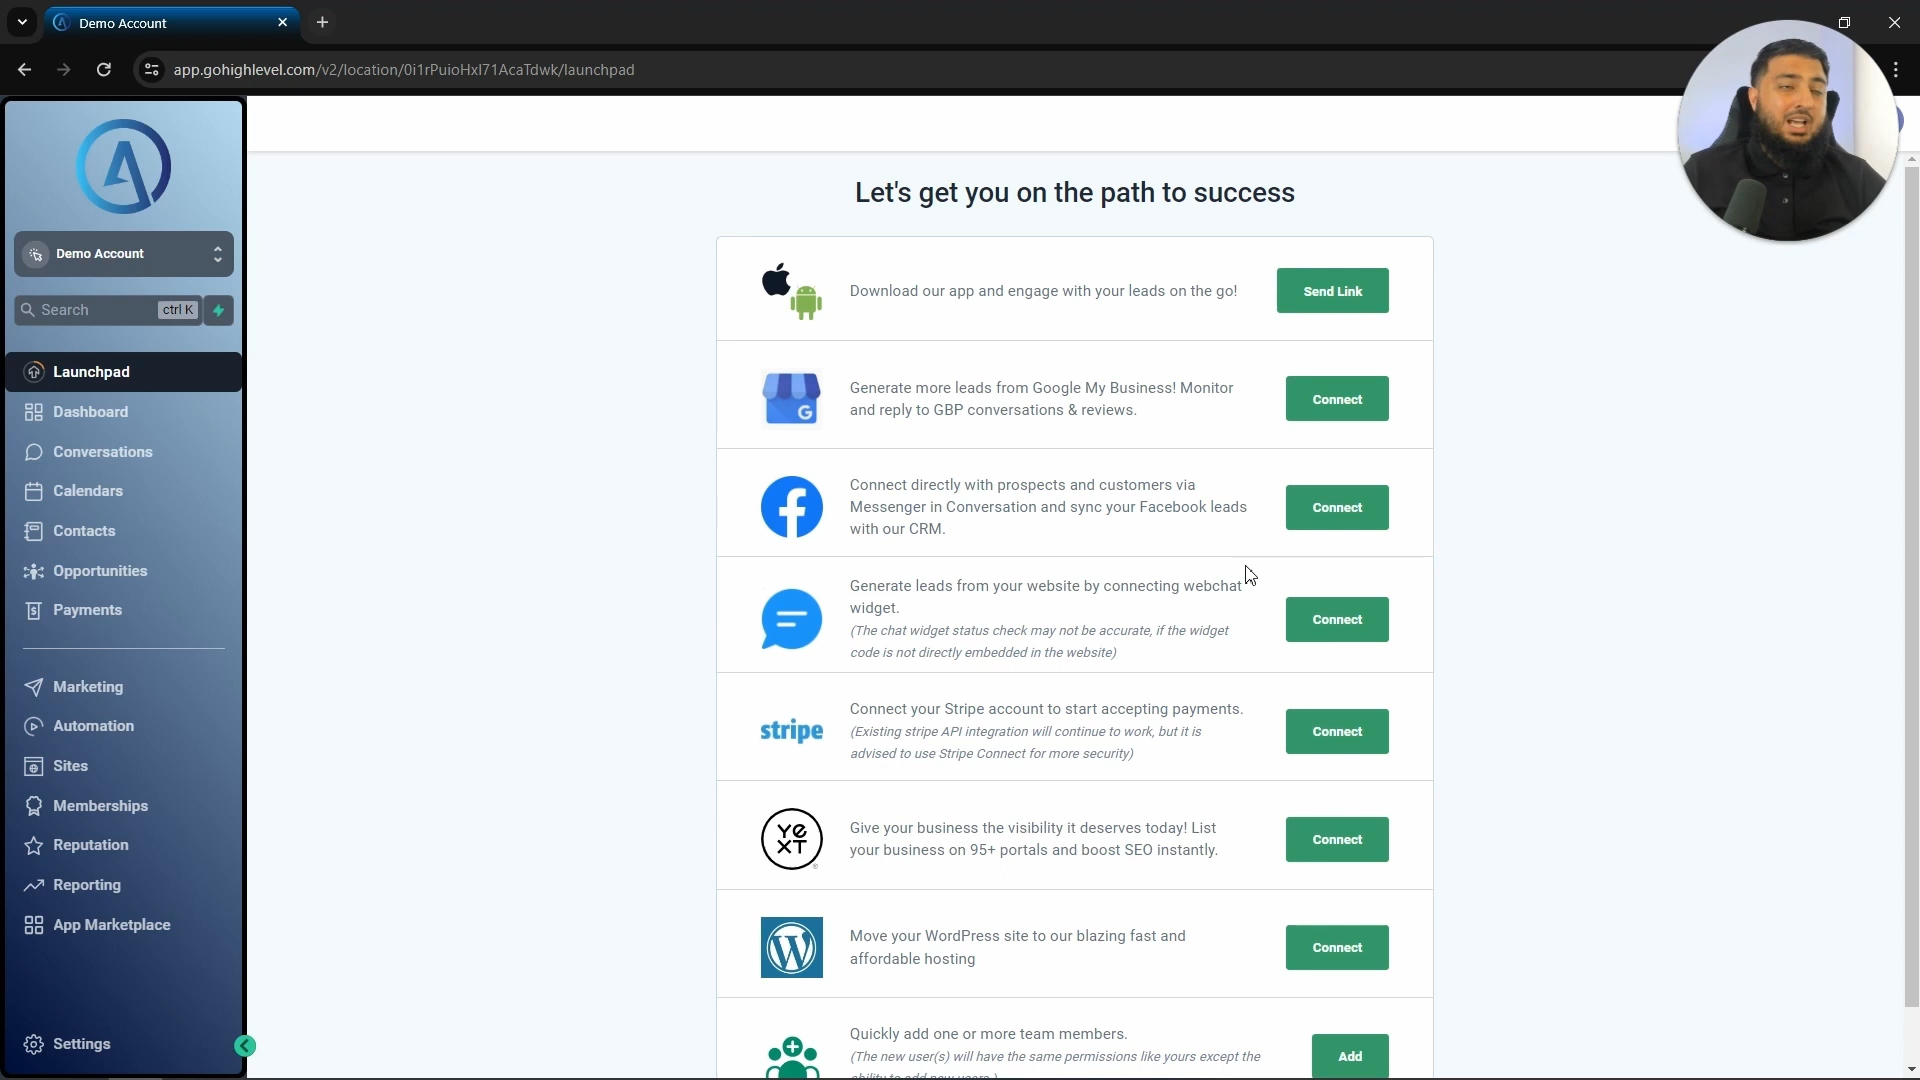 Demo Account
app.gohighlevel.com/v2/location/0i1rPuioHxI71AcaTdwk/launchpad
Demo Account
Search ctrl K
Launchpad
Dashboard
Conversations
Calendars
Contacts
Opportunities
Payments
Marketing
Automation
Sites
Memberships
Reputation
Reporting
App Marketplace
Settings
Let's get you on the path to success
Download our app and engage with your leads on the go!
Send Link
Generate more leads from Google My Business! Monitor
and reply to GBP conversations & reviews.
Connect
Connect directly with prospects and customers via
Messenger in Conversation and sync your Facebook leads
with our CRM.
Connect
Generate leads from your website by connecting webchat
widget.
(The chat widget status check may not be accurate, if the widget
code is not directly embedded in the website)
Connect
stripe
Connect your Stripe account to start accepting payments.
(Existing stripe API integration will continue to work, but it is
advised to use Stripe Connect for more security)
Connect
YEXT
Give your business the visibility it deserves today! List
your business on 95+ portals and boost SEO instantly.
Connect
Move your WordPress site to our blazing fast and
affordable hosting
Connect
Quickly add one or more team members.
(The new user(s) will have the same permissions like yours except the
ability to add new users.)
Add